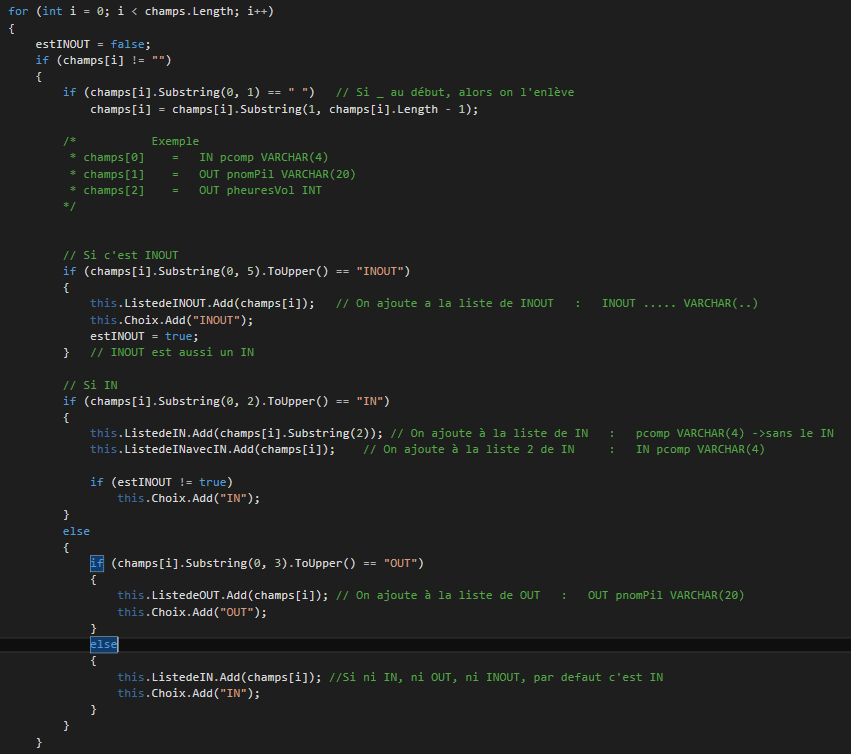 for (int i = 0; i < champs.Length; i++)
{
estINOUT = false;
if (champs[i] != "")
{
if (champs[i].Substring(0, 1) == " ")   // Si _ au début, alors on l'enlève
champs[i] = champs[i].Substring(1, champs[i].Length - 1);
/*           Exemple
* champs[0]    =   IN pcomp VARCHAR(4)
* champs[1]    =   OUT pnomPil VARCHAR(20)
* champs[2]    =   OUT pheuresVol INT
*/
// Si c'est INOUT
if (champs[i].Substring(0, 5).ToUpper() == "INOUT")
{
this.ListedeINOUT.Add(champs[i]);   // On ajoute a la liste de INOUT   :   INOUT ..... VARCHAR(..)
this.Choix.Add("INOUT");
estINOUT = true;
}   // INOUT est aussi un IN
// Si IN
if (champs[i].Substring(0, 2).ToUpper() == "IN")
{
this.ListedeIN.Add(champs[i].Substring(2)); // On ajoute à la liste de IN   :   pcomp VARCHAR(4) ->sans le IN
this.ListedeINavecIN.Add(champs[i]);    // On ajoute à la liste 2 de IN     :   IN pcomp VARCHAR(4)
if (estINOUT != true)
this.Choix.Add("IN");
}
else
{
if (champs[i].Substring(0, 3).ToUpper() == "OUT")
{
this.ListedeOUT.Add(champs[i]); // On ajoute à la liste de OUT   :   OUT pnomPil VARCHAR(20)
this.Choix.Add("OUT");
}
else
{
this.ListedeIN.Add(champs[i]); //Si ni IN, ni OUT, ni INOUT, par defaut c'est IN
this.Choix.Add("IN");
}
}
}